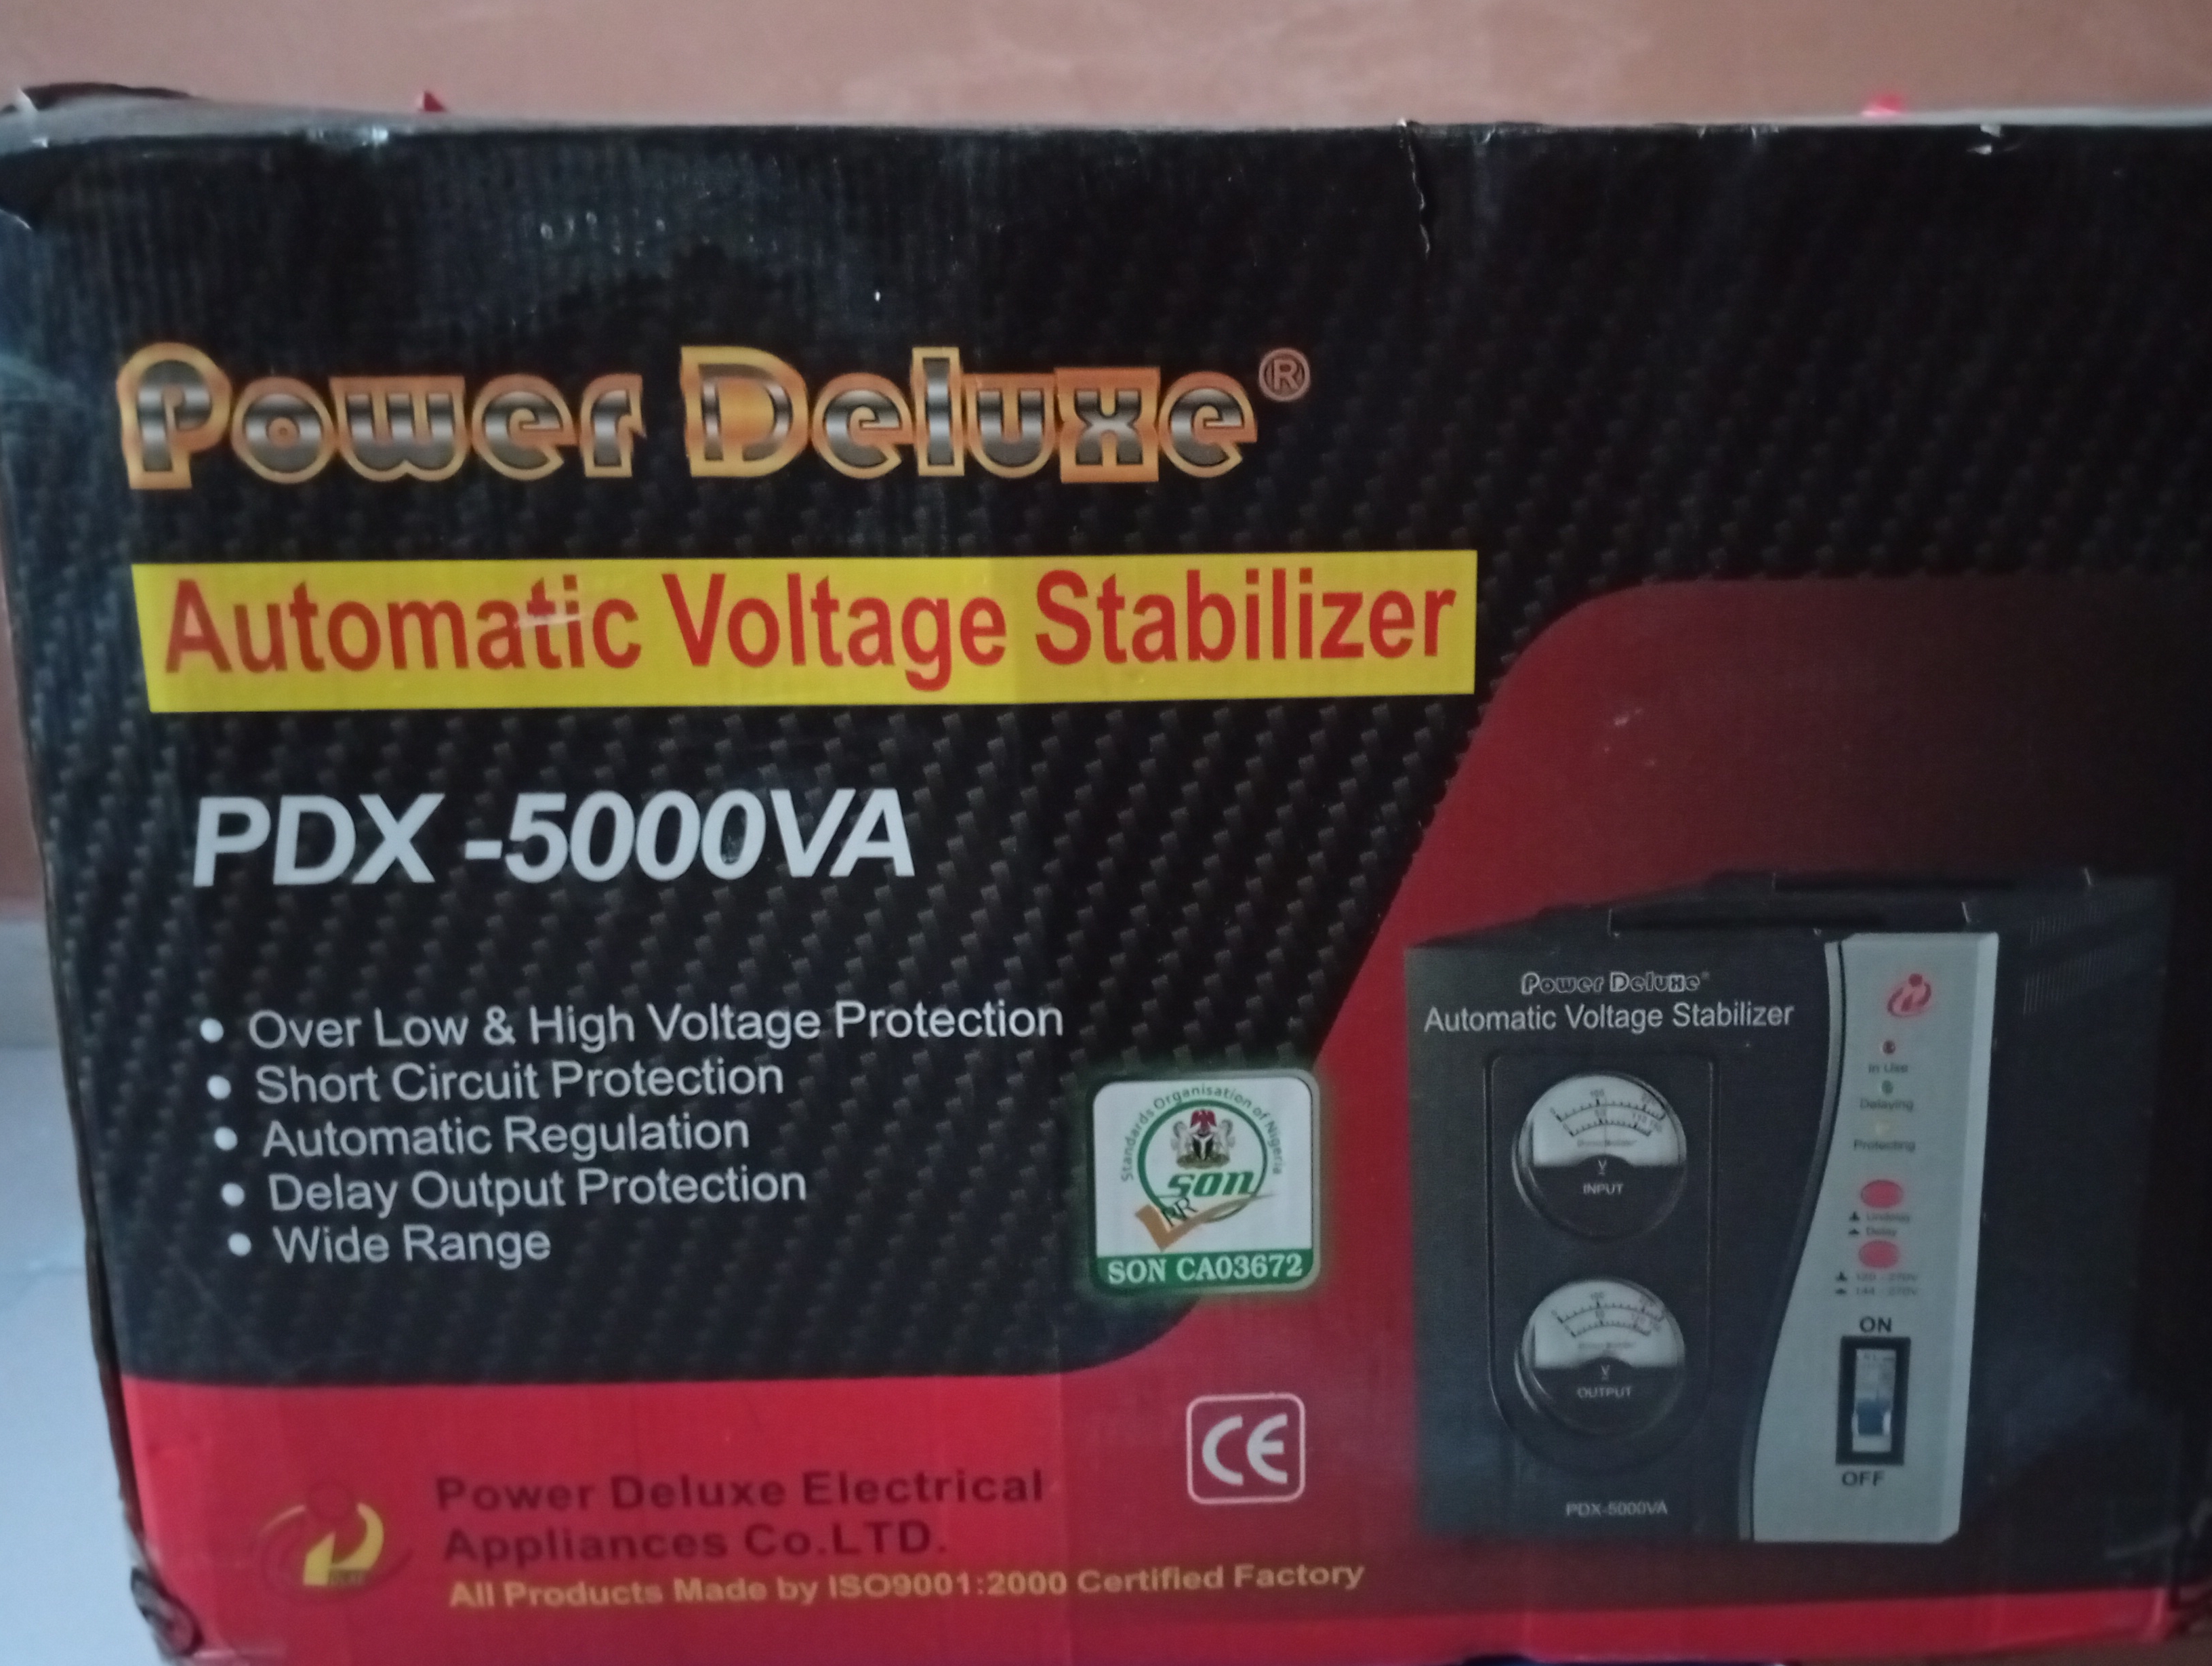 Power Deluxe®
Automatic Voltage Stabilizer
PDX -5000VA
• Over Low & High Voltage Protection
• Short Circuit Protection
• Automatic Regulation
• Delay Output Protection
• Wide Range
Standards Organisation of Nigeria
SON
SON CA03672
CE
Power Deluxe Electrical
Appliances Co.LTD.
All Products Made by ISO9001:2000 Certified Factory
Power Deluxe®
Automatic Voltage Stabilizer
V
INPUT
V
OUTPUT
PDX-5000VA
In Use
Delaying
Protecting
Undelay
Delay
ON
OFF